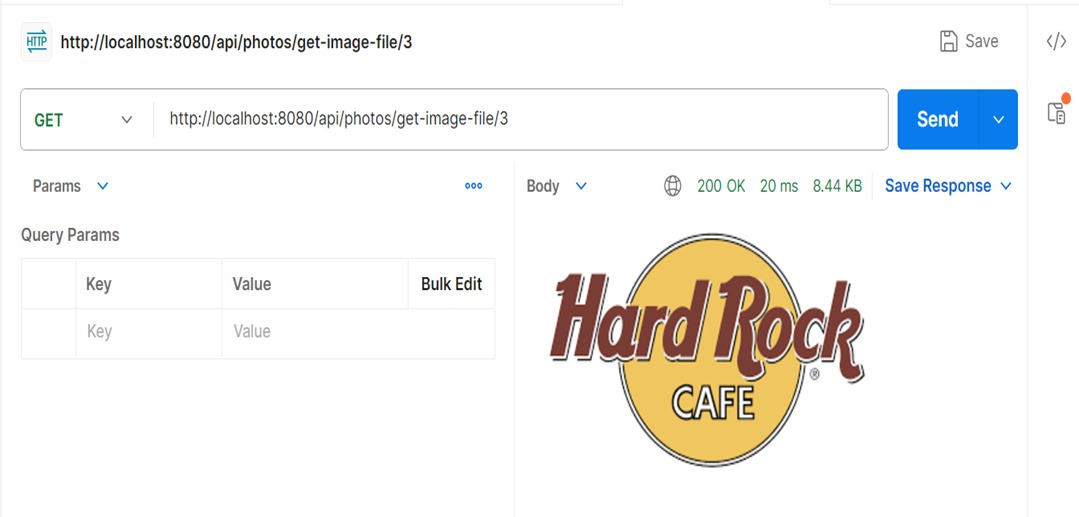 HTTP http://localhost:8080/api/photos/get-image-file/3 Save </>
GET http://localhost:8080/api/photos/get-image-file/3 Send
Params Body 200 OK 20 ms 8.44 KB Save Response
Query Params
Key Value Bulk Edit
Key Value
Hard Rock
®
CAFE